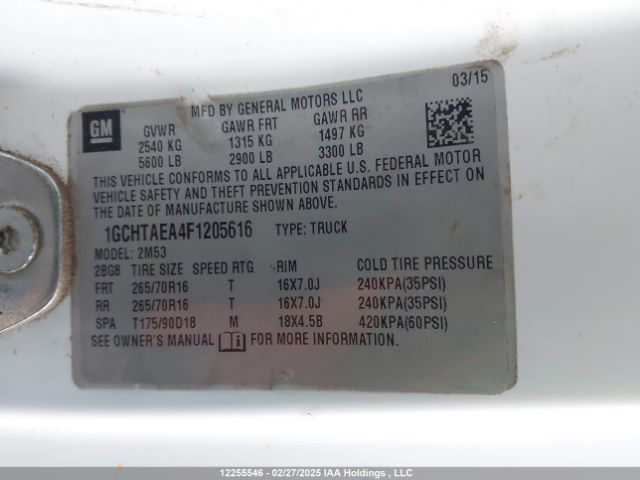 03/15
MFD BY GENERAL MOTORS LLC
GM
GVWR GAWR FRT GAWR RR
2540 KG 1315 KG 1497 KG
5600 LB 2900 LB 3300 LB
THIS VEHICLE CONFORMS TO ALL APPLICABLE U.S. FEDERAL MOTOR
VEHICLE SAFETY AND THEFT PREVENTION STANDARDS IN EFFECT ON
THE DATE OF MANUFACTURE SHOWN ABOVE.
1GCHTAEA4F1205616 TYPE: TRUCK
MODEL: 2M53
2BG8 TIRE SIZE SPEED RTG RIM COLD TIRE PRESSURE
FRT 265/70R16 T 16X7.0J 240KPA(35PSI)
RR 265/70R16 T 16X7.0J 240KPA(35PSI)
SPA T175/90D18 M 18X4.5B 420KPA(60PSI)
SEE OWNER'S MANUAL FOR MORE INFORMATION.
12255546 - 02/27/2025 IAA Holdings , LLC